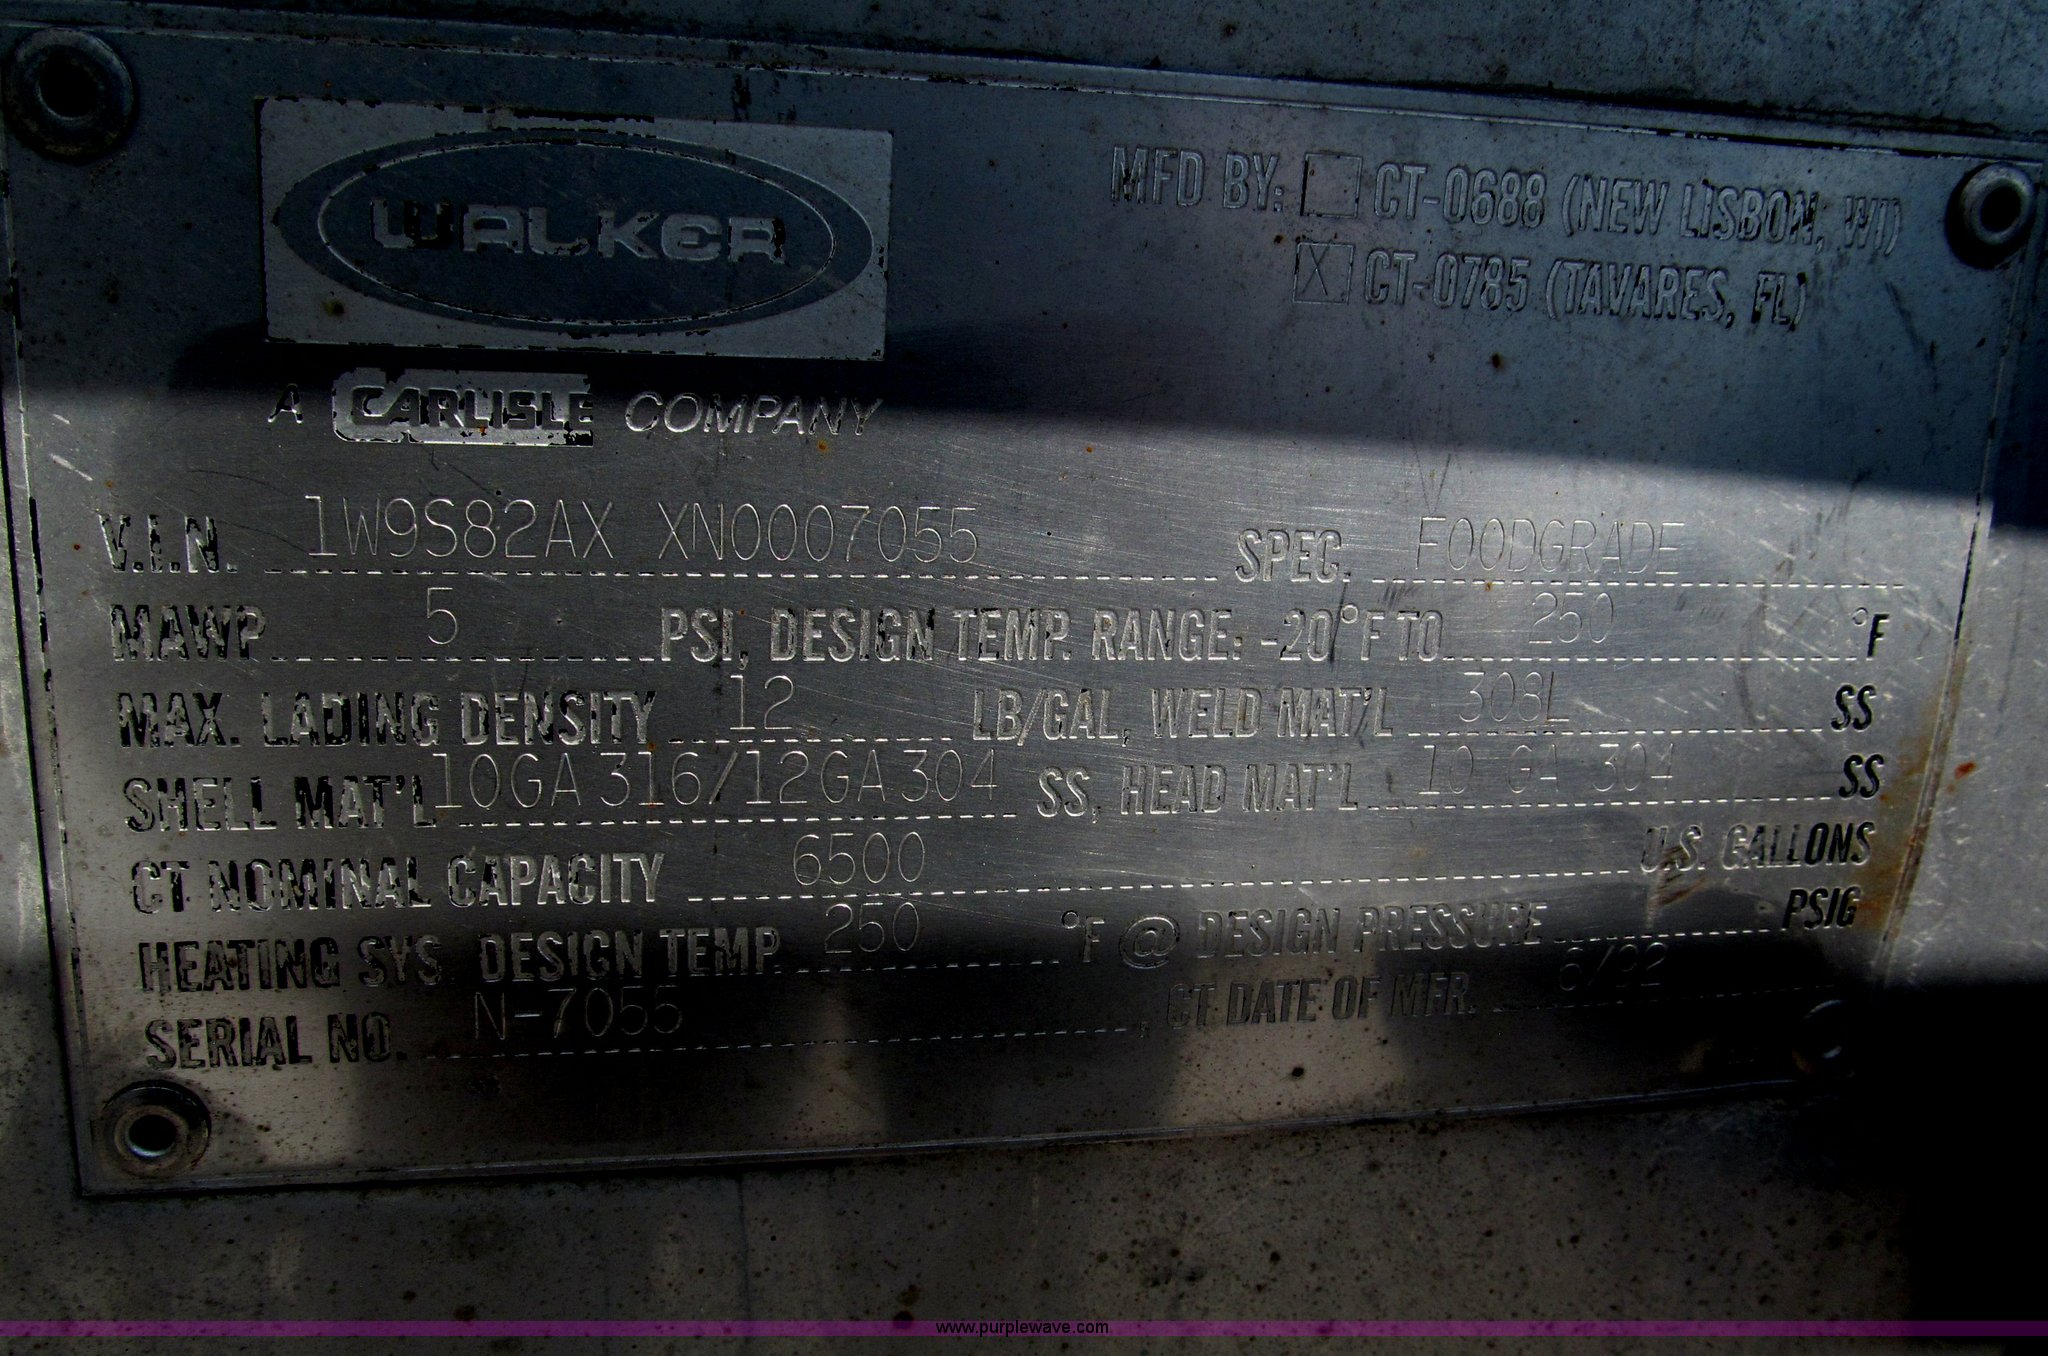 WALKER
A CARLISLE COMPANY
MFD BY: CT-0688 (NEW LISBON, WI)
X CT-0785 (TAVARES, FL)
V.I.N. 1W9S82AX XN0007055 SPEC. FOODGRADE
MAWP 5 PSI, DESIGN TEMP. RANGE: -20°F TO 250 °F
MAX. LADING DENSITY 12 LB/GAL, WELD MAT'L 308L SS
SHELL MAT'L 10GA 316/12GA 304 SS, HEAD MAT'L 10 GA 304 SS
CT NOMINAL CAPACITY 6500 U.S. GALLONS
HEATING SYS DESIGN TEMP. 250 °F @ DESIGN PRESSURE PSIG
SERIAL NO. N-7055, CT DATE OF MFR. 6/92
www.purplewave.com